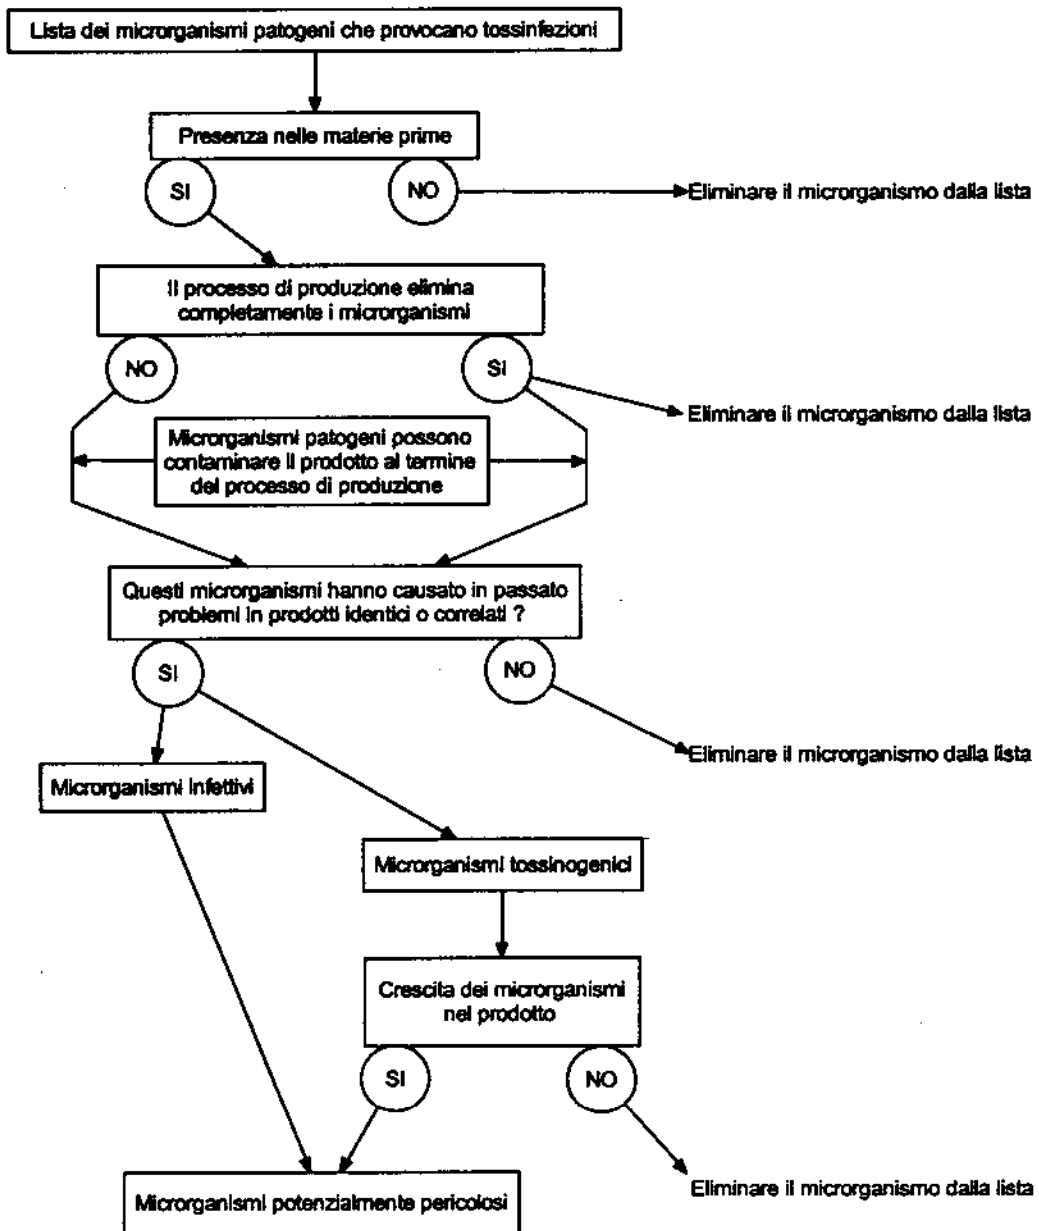 Lista dei microrganismi patogeni che provocano tossinfezioni
Presenza nelle materie prime
SI
NO
Eliminare il microrganismo dalla lista
Il processo di produzione elimina
completamente i microrganismi
NO
SI
Eliminare il microrganismo dalla lista
Microrganismi patogeni possono
contaminare il prodotto al termine
del processo di produzione
Questi microrganismi hanno causato in passato
problemi in prodotti identici o correlati ?
SI
NO
Eliminare il microrganismo dalla lista
Microrganismi infettivi
Microrganismi tossinogenici
Crescita dei microrganismi
nel prodotto
SI
NO
Microrganismi potenzialmente pericolosi
Eliminare il microrganismo dalla lista